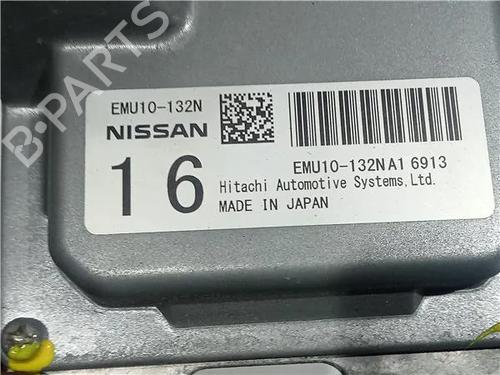 B-PARTS
EMU10-132N
NISSAN
16
EMU10-132NA1 6913
Hitachi Automotive Systems,Ltd.
MADE IN JAPAN